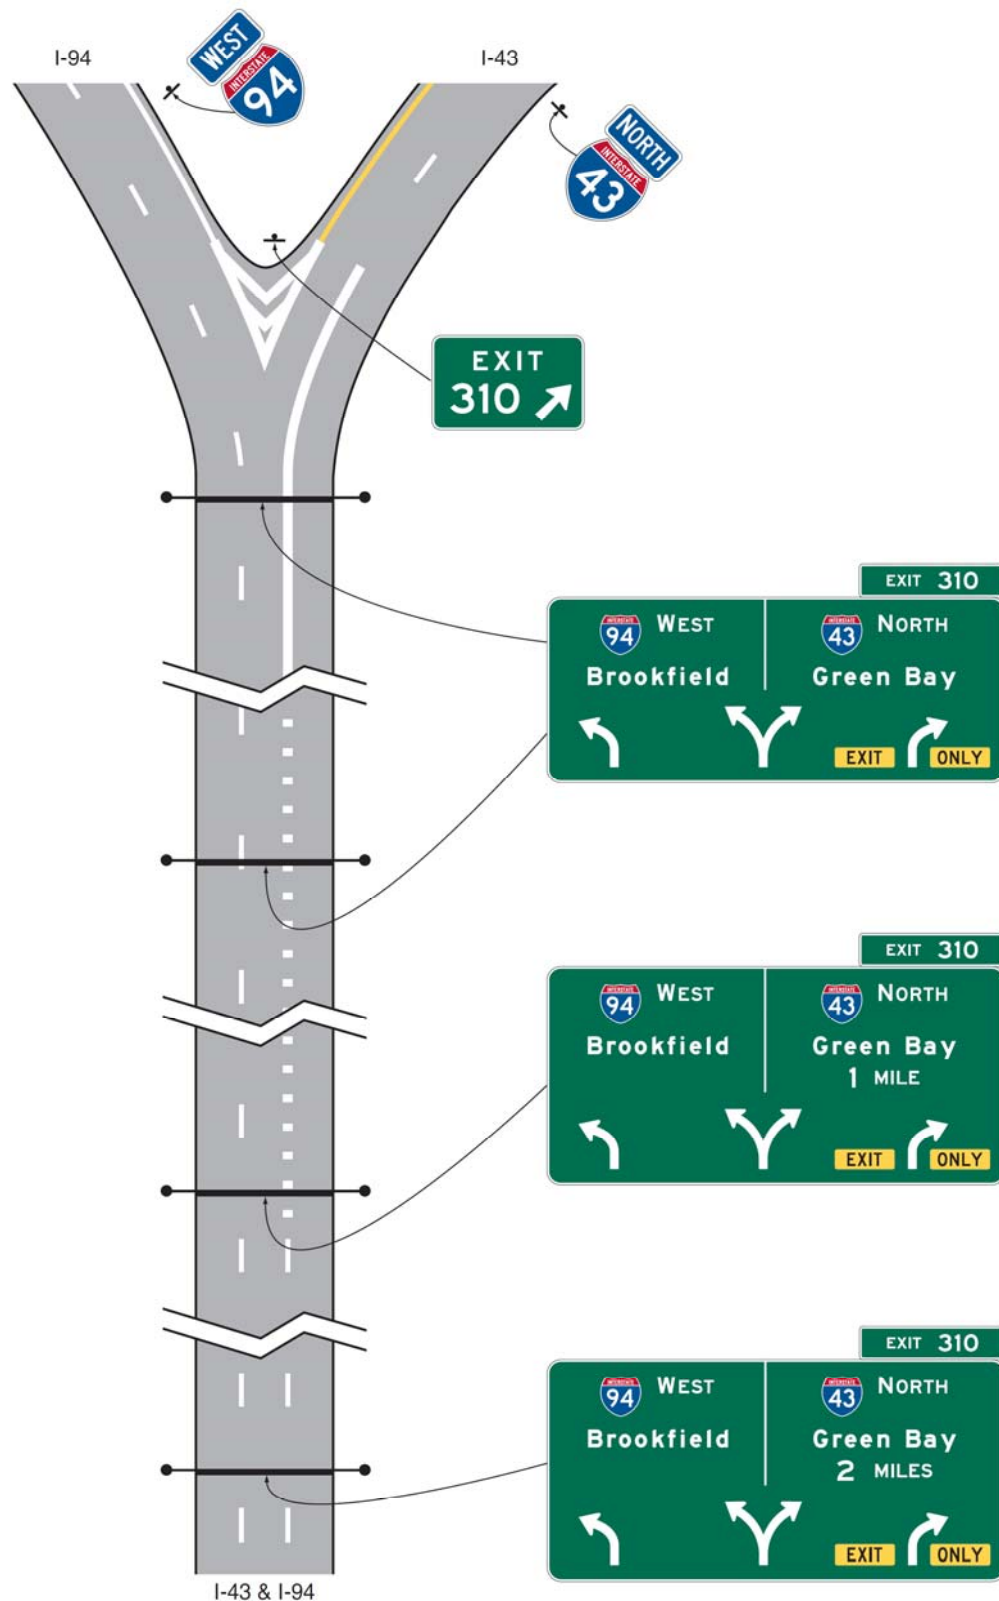 I-94
WEST
INTERSTATE
94
I-43
NORTH
INTERSTATE
43
EXIT
310
EXIT 310
INTERSTATE
94 WEST
Brookfield
INTERSTATE
43 NORTH
Green Bay
EXIT ONLY
EXIT 310
INTERSTATE
94 WEST
Brookfield
INTERSTATE
43 NORTH
Green Bay
1 MILE
EXIT ONLY
EXIT 310
INTERSTATE
94 WEST
Brookfield
INTERSTATE
43 NORTH
Green Bay
2 MILES
EXIT ONLY
I-43 & I-94